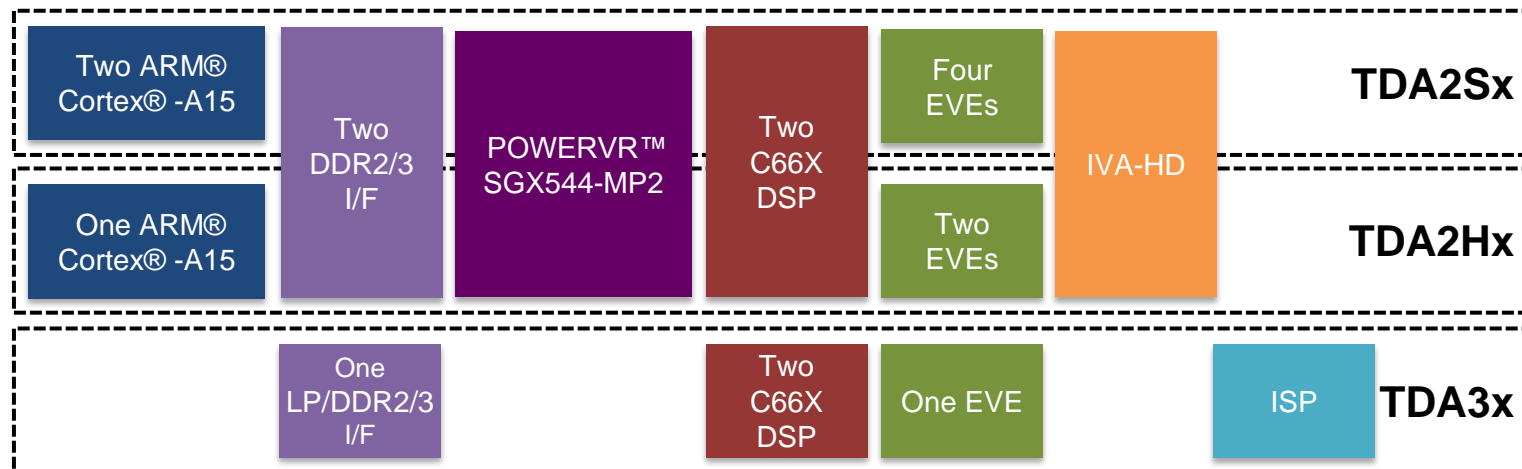 Two ARM®
Cortex® -A15
Two
DDR2/3
I/F
POWERVR™
SGX544-MP2
Two
C66X
DSP
Four
EVEs
IVA-HD
TDA2Sx
One ARM®
Cortex® -A15
Two
EVEs
TDA2Hx
One
LP/DDR2/3
I/F
Two
C66X
DSP
One EVE
ISP
TDA3x